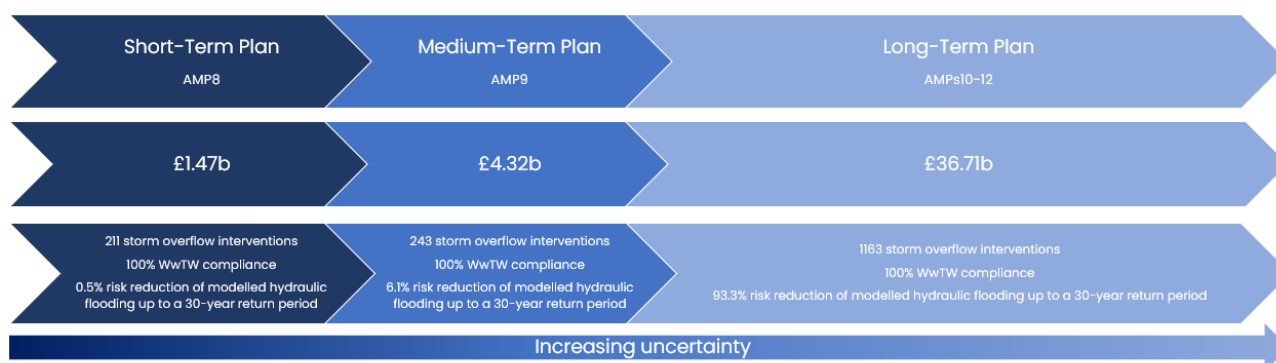 Short-Term Plan
AMP8
Medium-Term Plan
AMP9
Long-Term Plan
AMPs10-12
£1.47b
£4.32b
£36.71b
211 storm overflow interventions
100% WwTW compliance
0.5% risk reduction of modelled hydraulic
flooding up to a 30-year return period
243 storm overflow interventions
100% WwTW compliance
6.1% risk reduction of modelled hydraulic
flooding up to a 30-year return period
1163 storm overflow interventions
100% WwTW compliance
93.3% risk reduction of modelled hydraulic flooding up to a 30-year return period
Increasing uncertainty